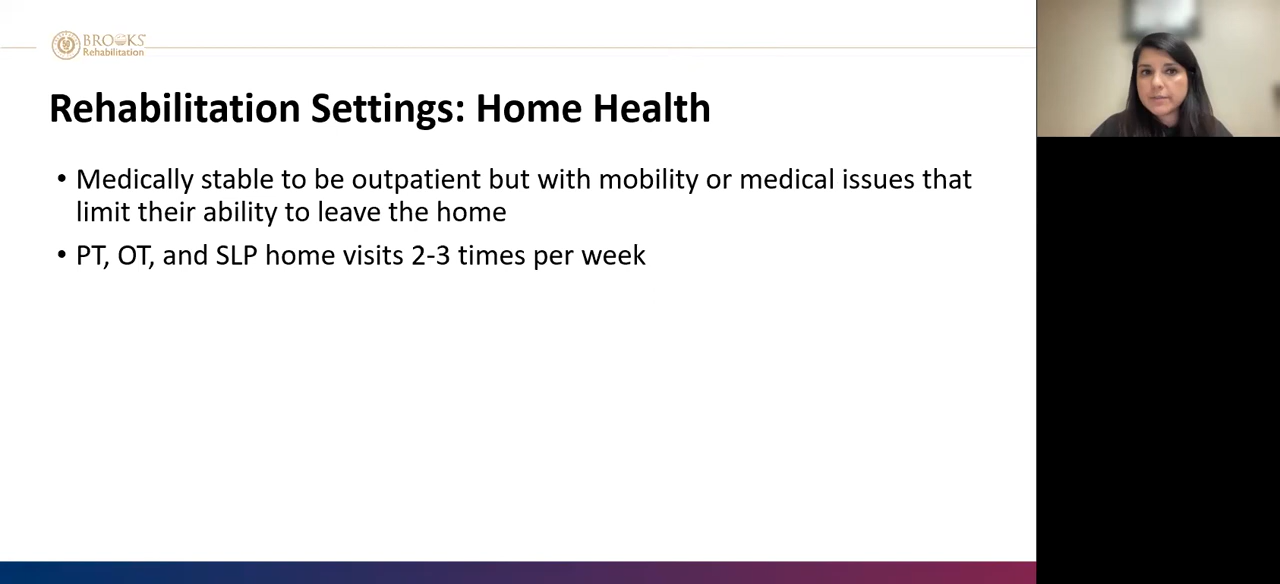 BROOKS
Rehabilitation
Rehabilitation Settings: Home Health
• Medically stable to be outpatient but with mobility or medical issues that
limit their ability to leave the home
• PT, OT, and SLP home visits 2-3 times per week